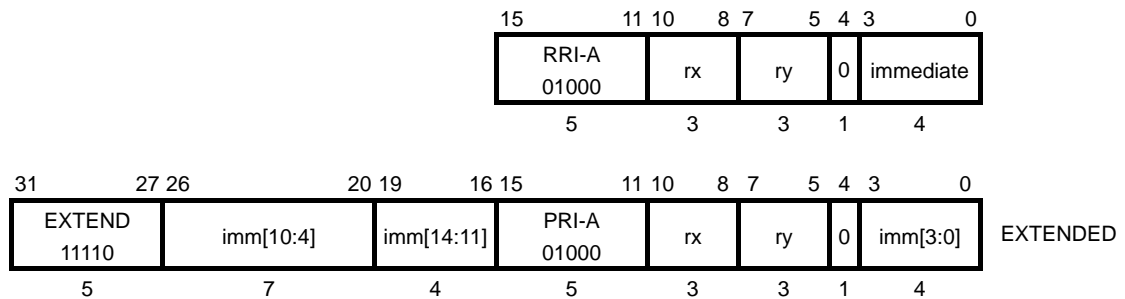 15 11 10 8 7 5 4 3 0
RRI-A
01000 rx ry 0 immediate
5 3 3 1 4
31 27 26 20 19 16 15 11 10 8 7 5 4 3 0
EXTEND
11110 imm[10:4] imm[14:11] PRI-A
01000 rx ry 0 imm[3:0] EXTENDED
5 7 4 5 3 3 1 4